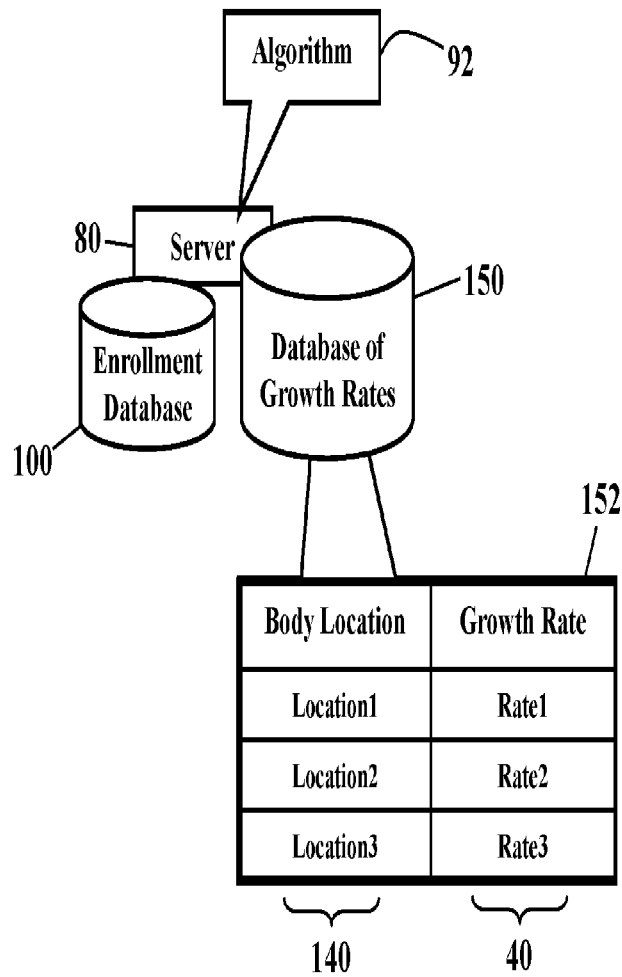 Algorithm
92
80
Server
150
Enrollment
Database
Database of
Growth Rates
100
152
Body Location Growth Rate
Location1 Rate1
Location2 Rate2
Location3 Rate3
140 40